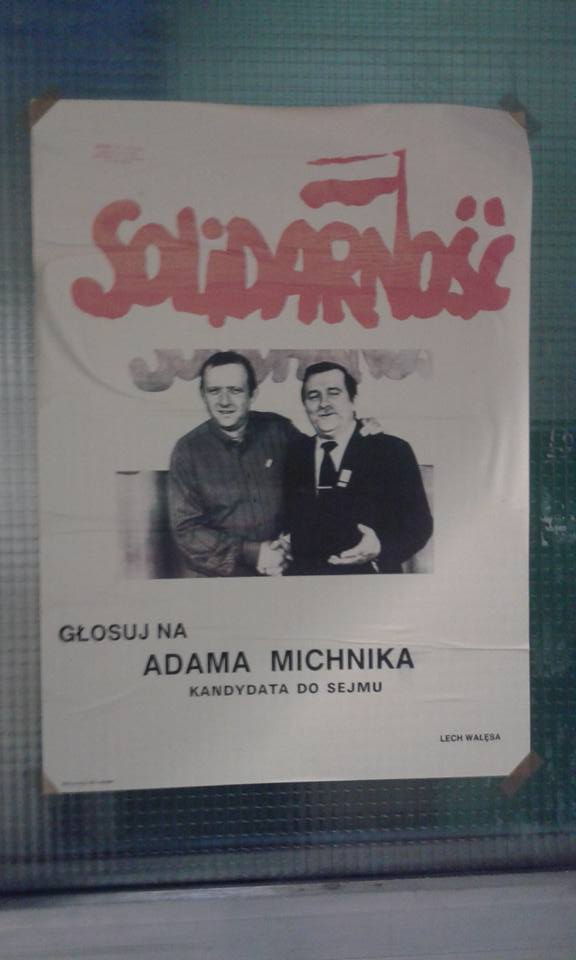 SOLIDARNOŚĆ
GŁOSUJ NA
ADAMA MICHNIKA
KANDYDATA DO SEJMU
LECH WAŁĘSA